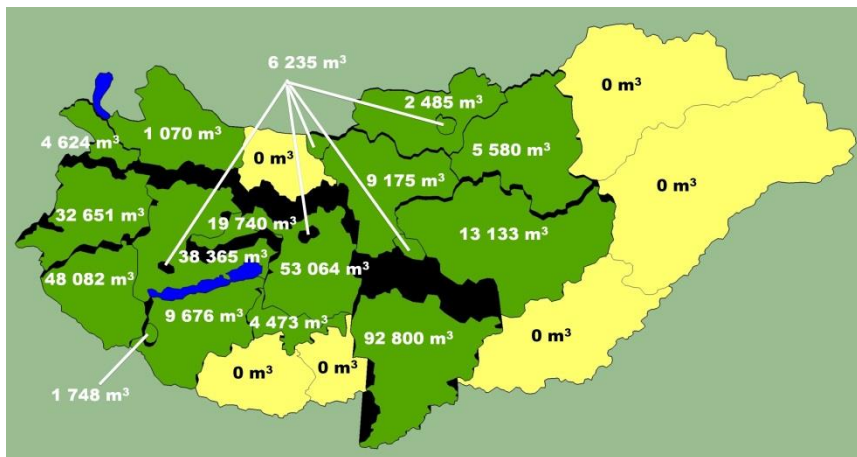 6 235 m³
0 m³
2 485 m³
1 070 m³
4 624 m³
5 580 m³
0 m³
9 175 m³
0 m³
32 651 m³
19 740 m³
13 133 m³
38 365 m³
53 064 m³
48 082 m³
9 676 m³
4 473 m³
92 800 m³
0 m³
0 m³
0 m³
1 748 m³